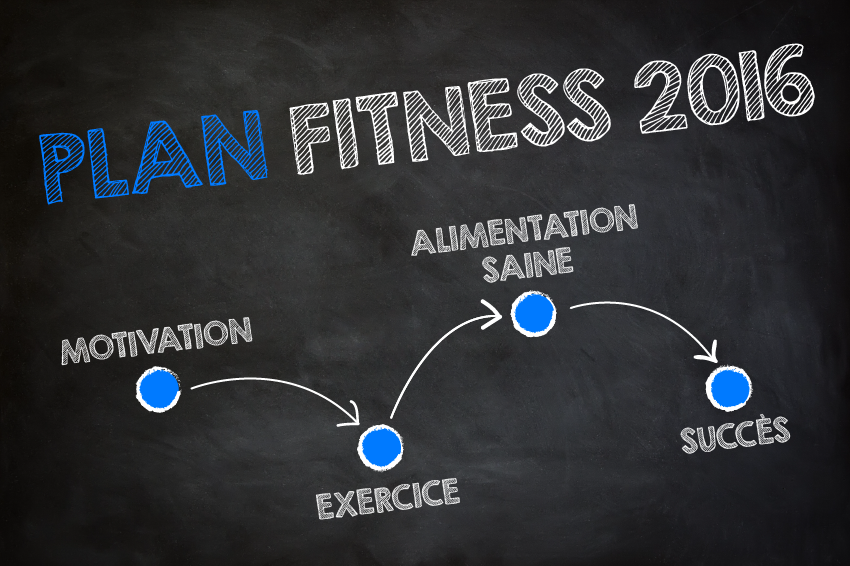 PLAN FITNESS 2016
ALIMENTATION
SAINE
MOTIVATION
SUCCÈS
EXERCICE